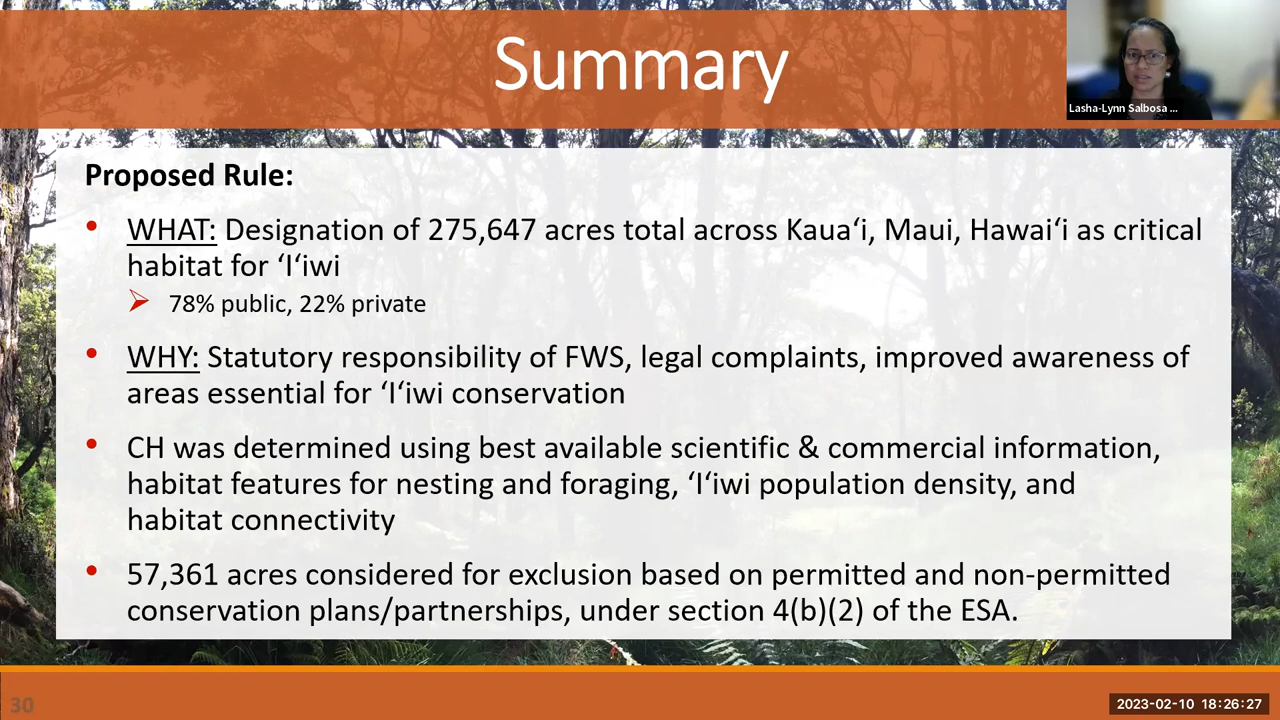 Summary
Lasha-Lynn Salbosa ...
Proposed Rule:
• WHAT: Designation of 275,647 acres total across Kauaʻi, Maui, Hawaiʻi as critical
habitat for ʻIʻiwi
➢ 78% public, 22% private
• WHY: Statutory responsibility of FWS, legal complaints, improved awareness of
areas essential for ʻIʻiwi conservation
• CH was determined using best available scientific & commercial information,
habitat features for nesting and foraging, ʻIʻiwi population density, and
habitat connectivity
• 57,361 acres considered for exclusion based on permitted and non-permitted
conservation plans/partnerships, under section 4(b)(2) of the ESA.
30
2023-02-10 18:26:27